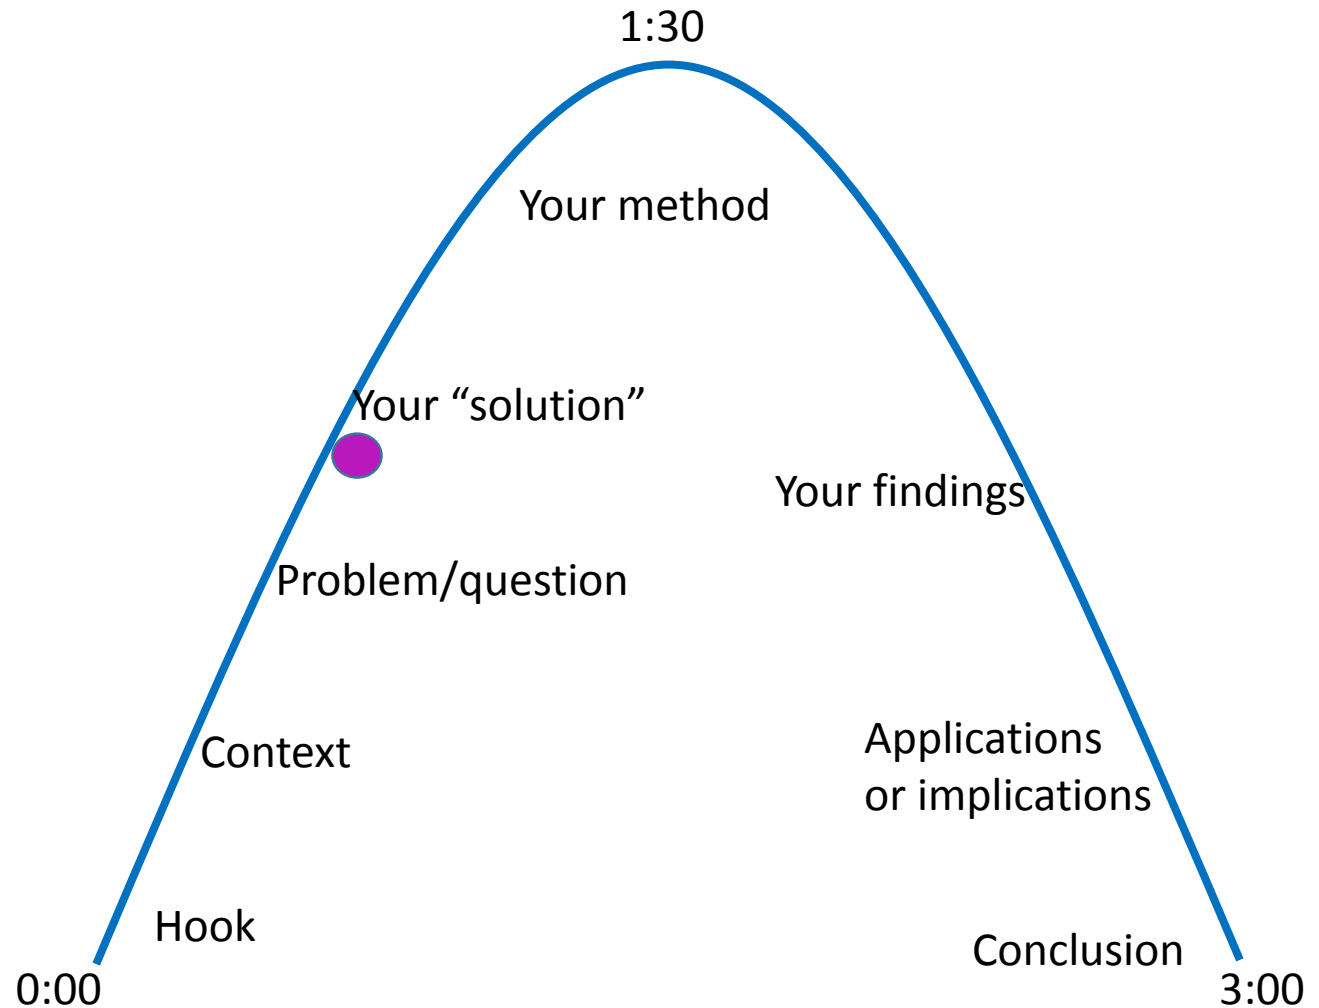 1:30
Your method
Your “solution”
Your findings
Problem/question
Context
Applications
or implications
Hook
Conclusion
0:00
3:00